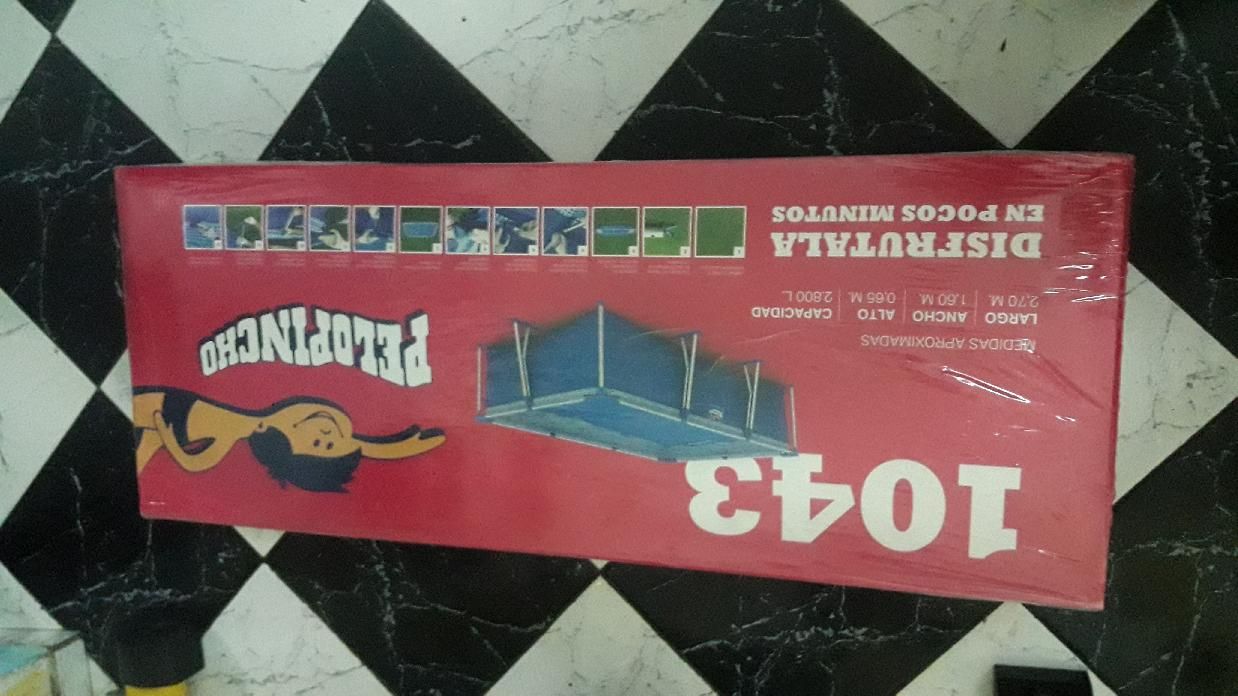 1043
MEDIDAS APROXIMADAS
LARGO ANCHO ALTO CAPACIDAD
2,70 M. 1,60 M. 0,65 M. 2.800 L.
DISFRUTALA
EN POCOS MINUTOS
PELOPINCHO